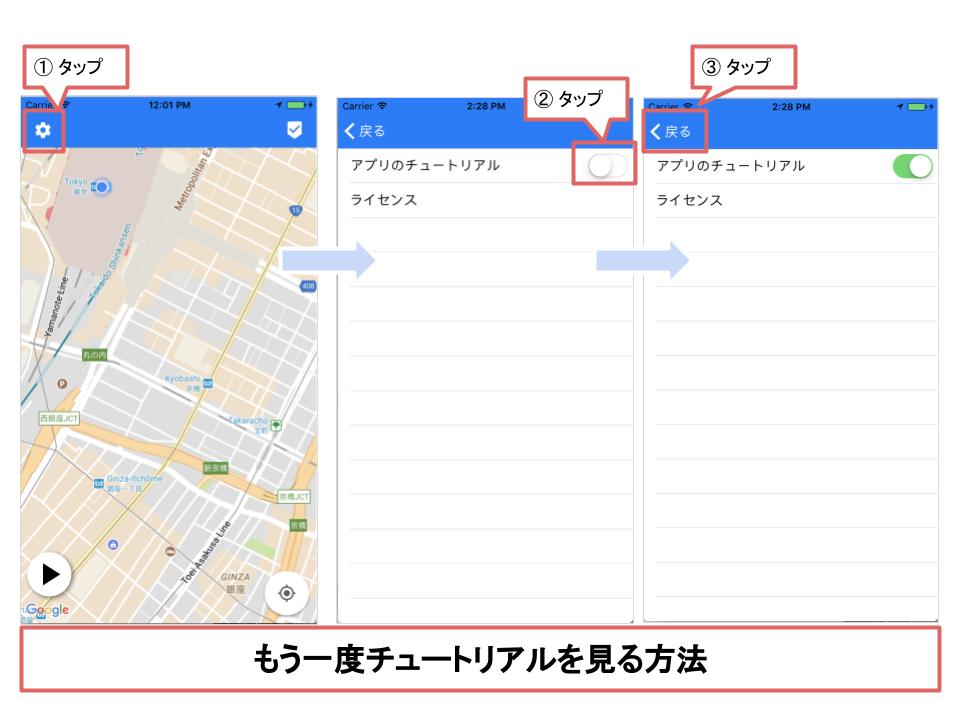 ① タップ
② タップ
③ タップ
Carrier
12:01 PM
Tokyo
東京
Metropolitan E
15
Tokaido Shinkansen
408
Yamanote Line
丸の内
P
Kyobashi
京橋
西銀座JCT
Takaracho
宝町
新京橋
Ginza-itchōme
銀座一丁目
京橋JCT
京橋
Toei Asakusa Line
GINZA
銀座
Google
Carrier
2:28 PM
戻る
アプリのチュートリアル
ライセンス
Carrier
2:28 PM
戻る
アプリのチュートリアル
ライセンス
もう一度チュートリアルを見る方法